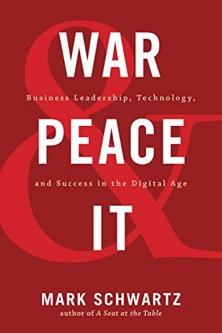 WAR
Business Leadership, Technology,
PEACE
&
and Success in the Digital Age
IT
MARK SCHWARTZ
author of A Seat at the Table